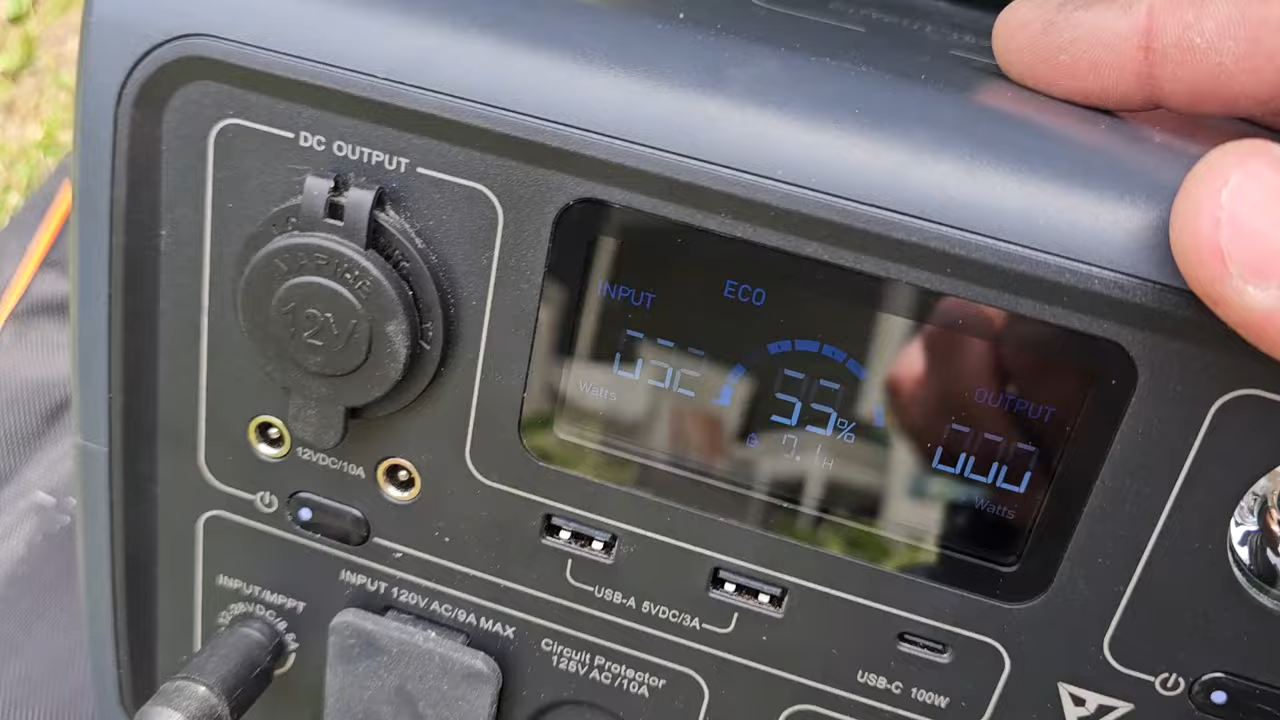 DC OUTPUT
12V
12VDC/10A
INPUT
ECO
Watts
%
H
OUTPUT
000
Watts
USB-A 5VDC/3A
USB-C 100W
INPUT/MPPT
INPUT 120V AC/9A MAX
Circuit Protector
125V AC /10A